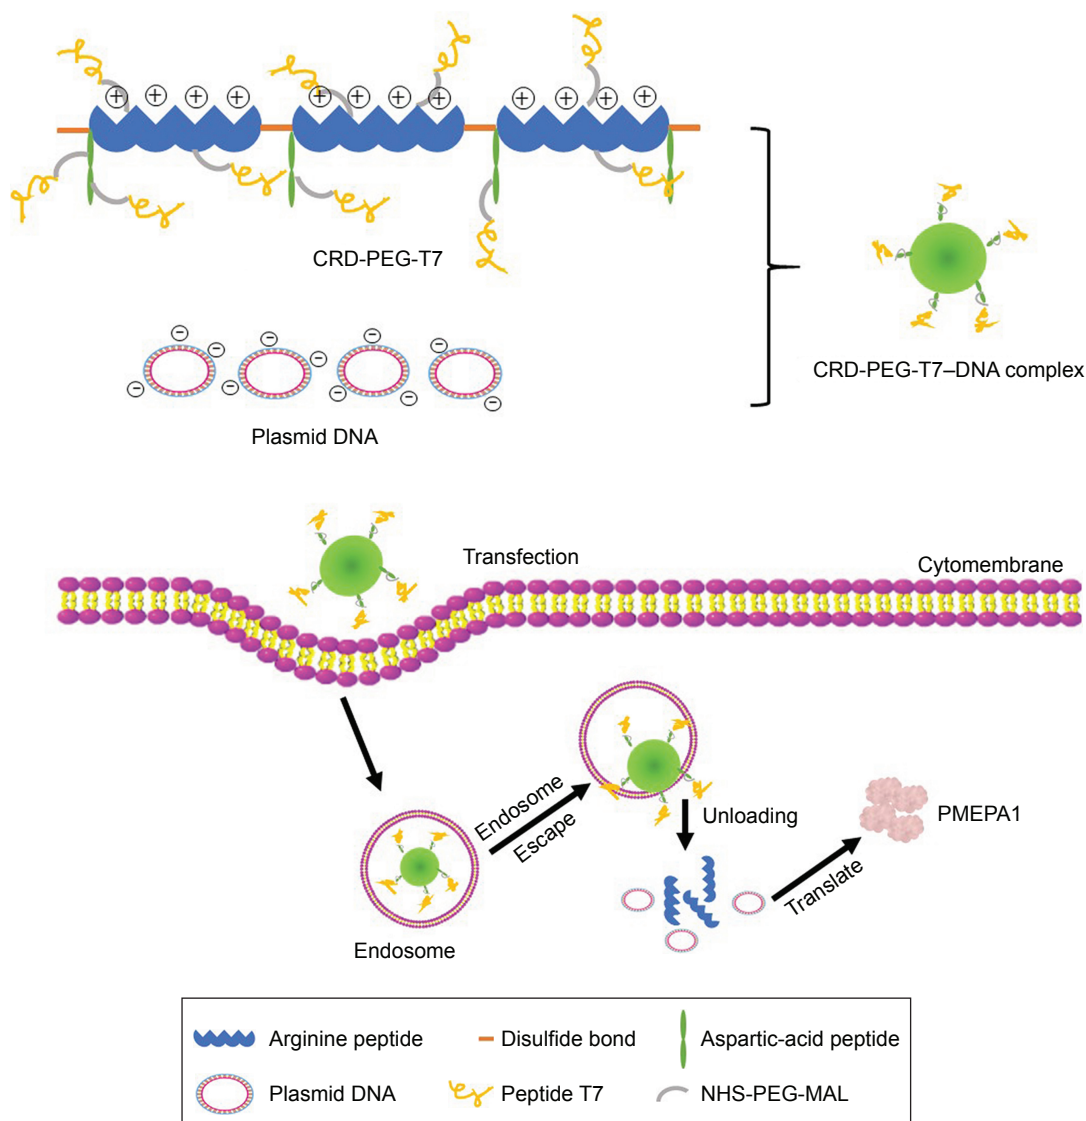 CRD-PEG-T7
CRD-PEG-T7–DNA complex
Plasmid DNA
Transfection
Cytomembrane
Endosome
Escape
Unloading
PMEPA1
Translate
Endosome
Arginine peptide
Disulfide bond
Aspartic-acid peptide
Plasmid DNA
Peptide T7
NHS-PEG-MAL